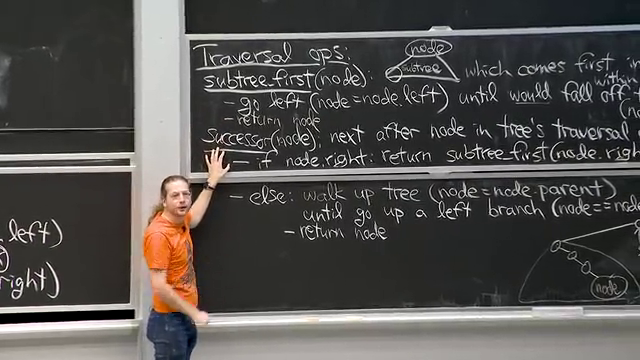 .left)
right)
Traversal ops:
subtree_first(node): which comes first in
node
subtree
within
- go left (node=node.left) until would fall off t
- return node
successor(node): next after node in tree's traversal
- if node.right: return subtree_first(node.righ
- else: walk up tree (node=node.parent)
until go up a left branch (node==node
- return node
node